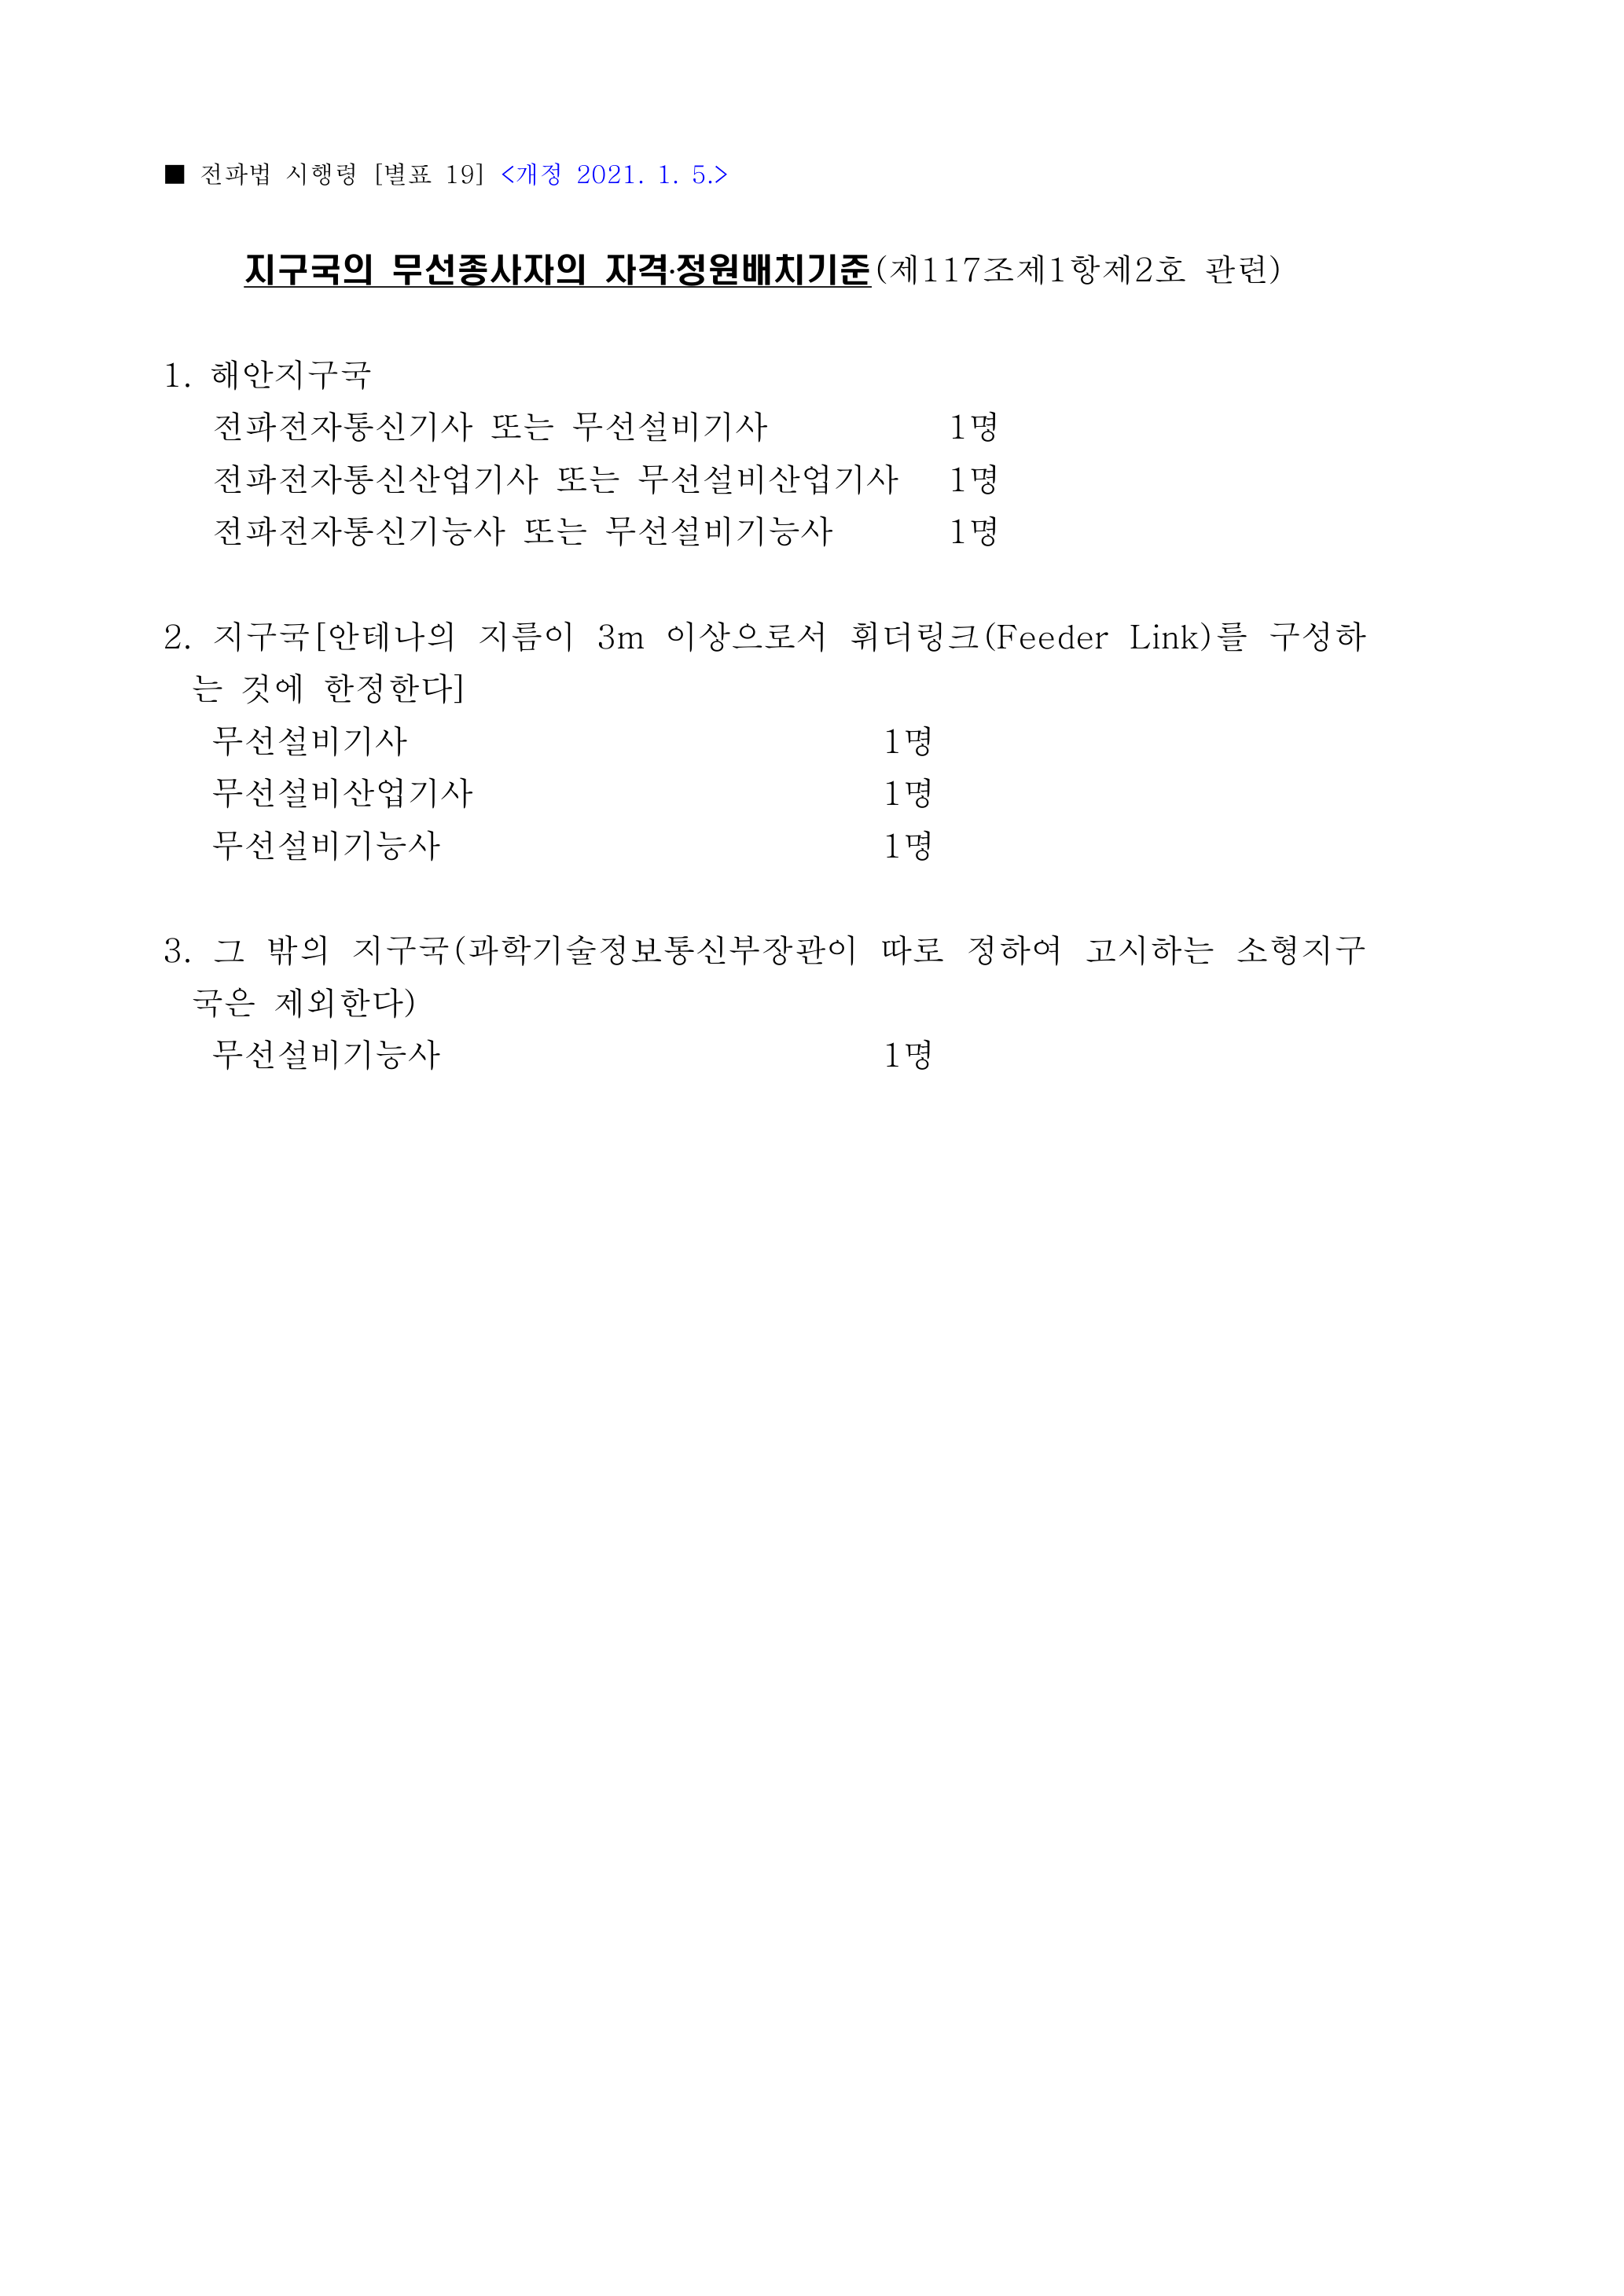 ■ 전파법 시행령 [별표 19] <개정 2021. 1. 5.>
지구국의 무선종사자의 자격·정원배치기준(제117조제1항제2호 관련)
1. 해안지구국
전파전자통신기사 또는 무선설비기사 1명
전파전자통신산업기사 또는 무선설비산업기사 1명
전파전자통신기능사 또는 무선설비기능사 1명
2. 지구국[안테나의 지름이 3m 이상으로서 휘더링크(Feeder Link)를 구성하
는 것에 한정한다]
무선설비기사 1명
무선설비산업기사 1명
무선설비기능사 1명
3. 그 밖의 지구국(과학기술정보통신부장관이 따로 정하여 고시하는 소형지구
국은 제외한다)
무선설비기능사 1명